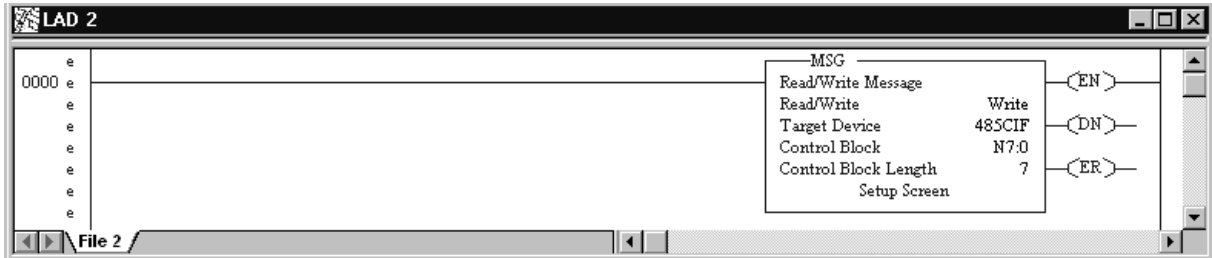 LAD 2
e
MSG
0000 e
Read/Write Message
EN
e
Read/Write Write
e
Target Device 485CIF
DN
e
Control Block N7:0
e
Control Block Length 7
ER
e
Setup Screen
e
File 2